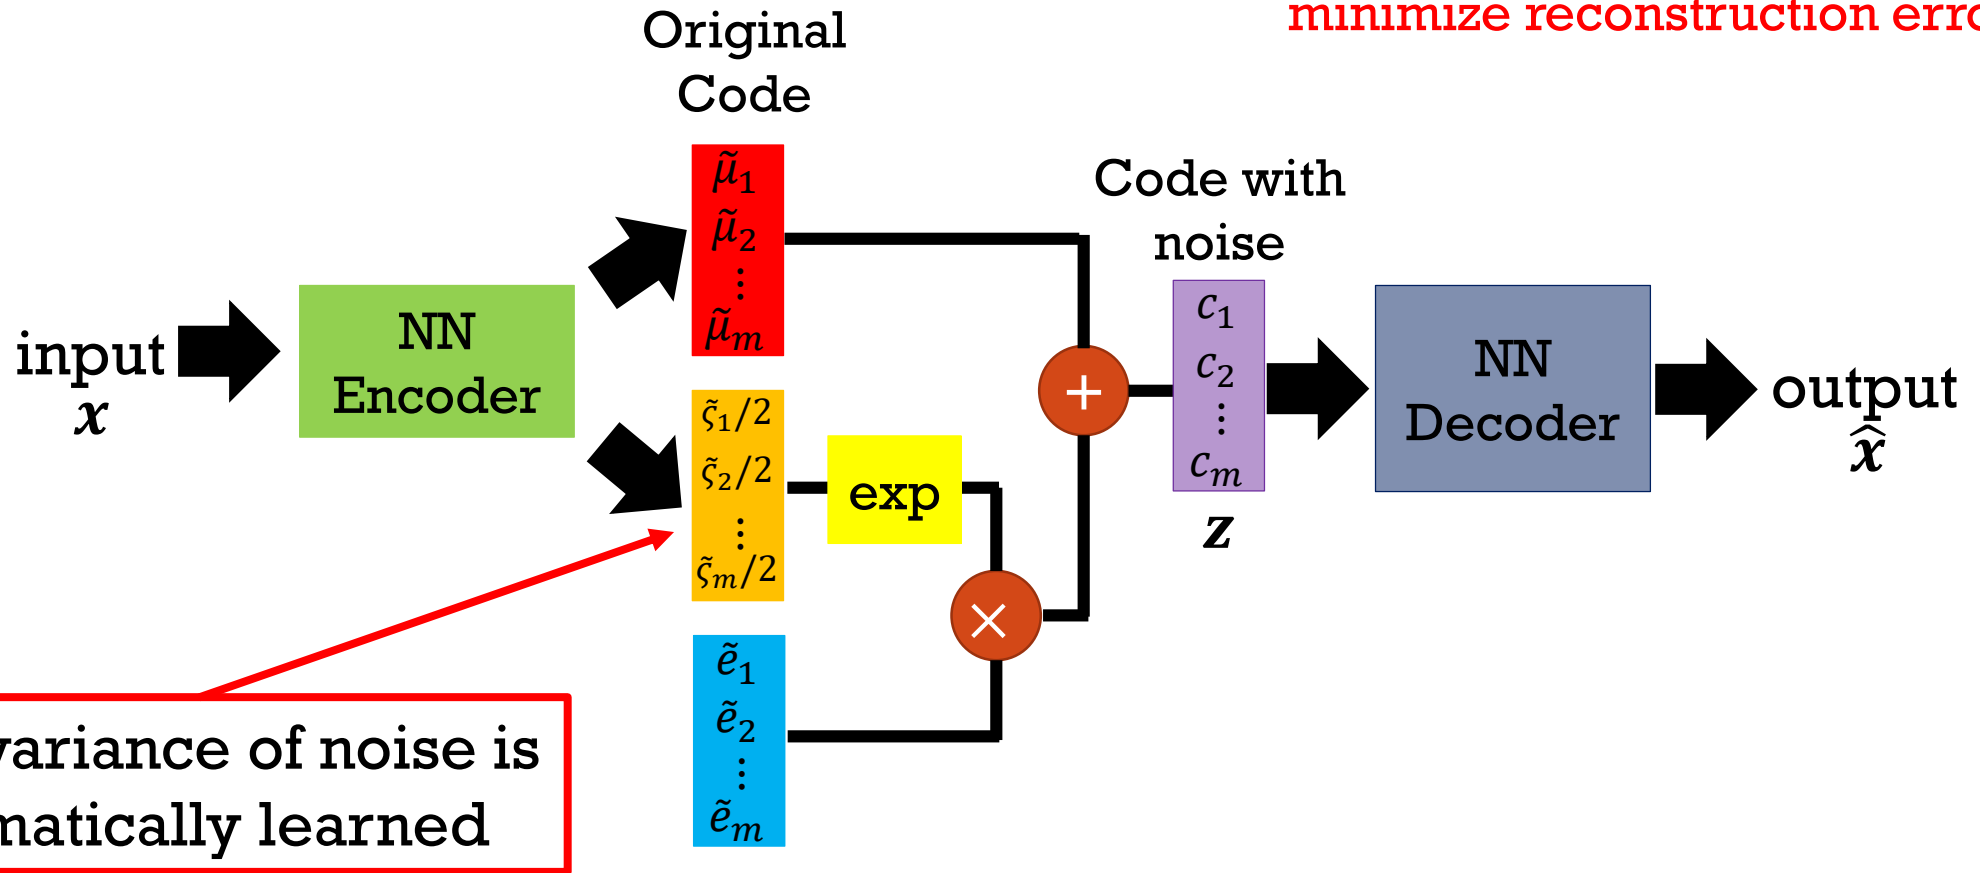 minimize reconstruction erro
Original
Code
μ̃₁
μ̃₂
⋮
μ̃ₘ
Code with
noise
c₁
c₂
⋮
cₘ
z
input
x
NN
Encoder
ς̃₁/2
ς̃₂/2
⋮
ς̃ₘ/2
exp
+
×
NN
Decoder
output
x̂
ẽ₁
ẽ₂
⋮
ẽₘ
variance of noise is
matically learned